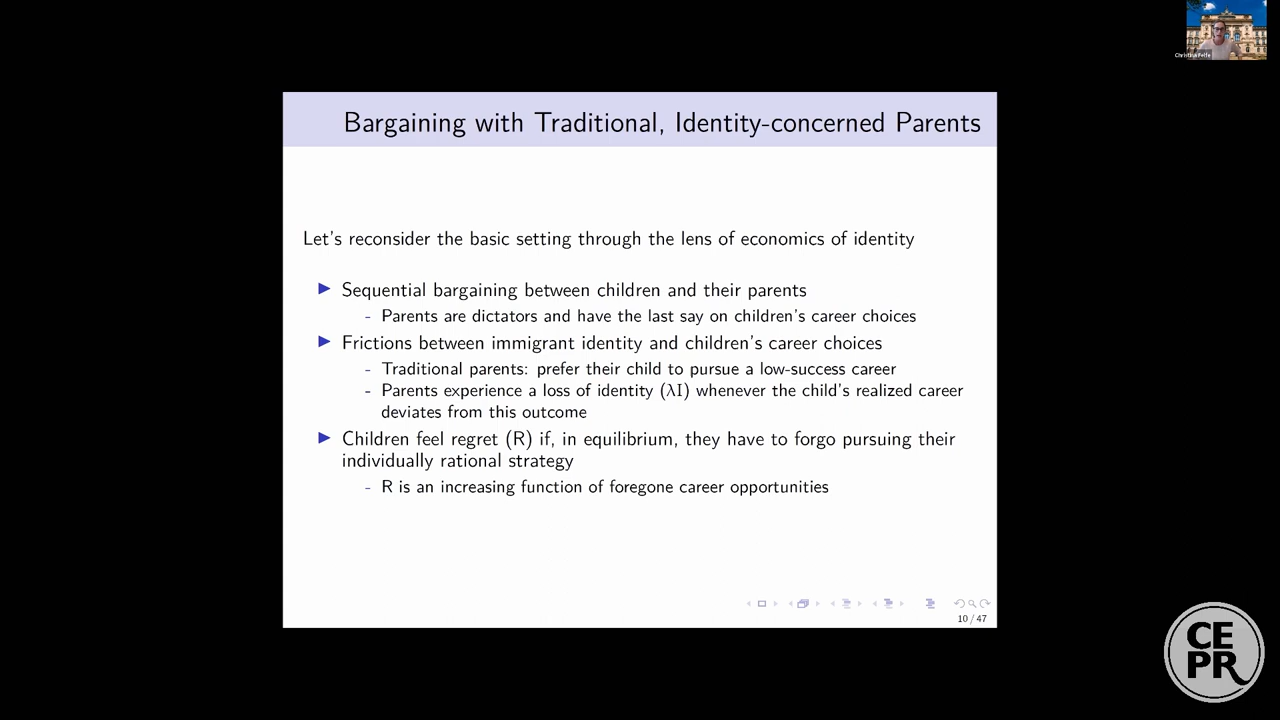 Christina Felfe
Bargaining with Traditional, Identity-concerned Parents
Let's reconsider the basic setting through the lens of economics of identity
▶ Sequential bargaining between children and their parents
- Parents are dictators and have the last say on children's career choices
▶ Frictions between immigrant identity and children's career choices
- Traditional parents: prefer their child to pursue a low-success career
- Parents experience a loss of identity (λI) whenever the child's realized career
deviates from this outcome
▶ Children feel regret (R) if, in equilibrium, they have to forgo pursuing their
individually rational strategy
- R is an increasing function of foregone career opportunities
10 / 47
CE
PR